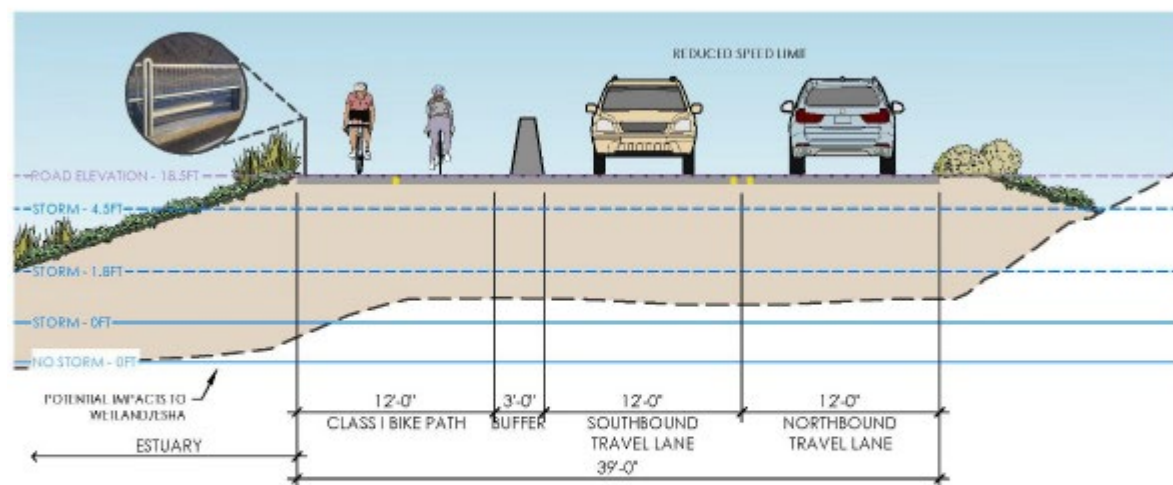 REDUCED SPEED LIMIT
ROAD ELEVATION - 18.5FT
STORM - 4.5FT
STORM - 1.8FT
STORM - 0FT
NO STORM - 0FT
POTENTIAL IMPACTS TO
WETLAND/ESHA
12'-0"
3'-0"
12'-0"
12'-0"
CLASS I BIKE PATH
BUFFER
SOUTHBOUND
TRAVEL LANE
NORTHBOUND
TRAVEL LANE
ESTUARY
39'-0"